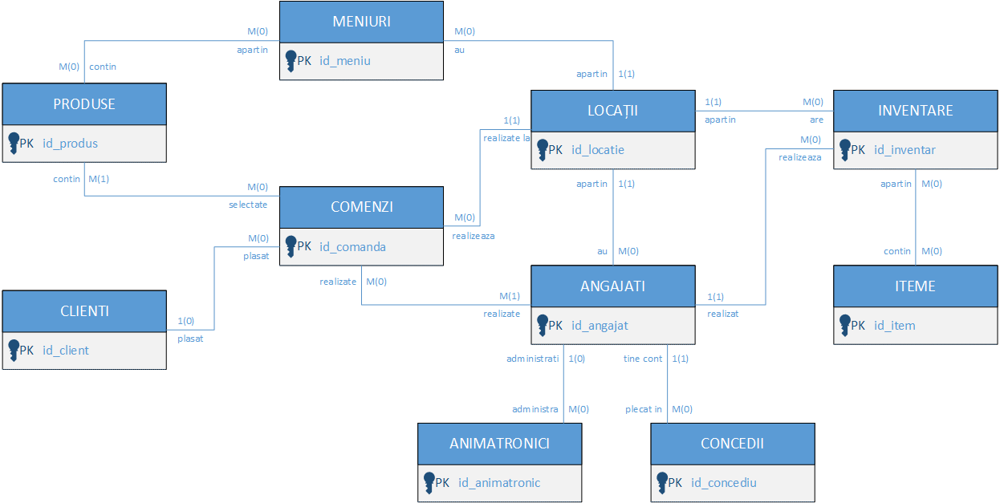 MENIURI
PK id_meniu
M(0)
apartin
M(0)
au
M(0) contin
apartin 1(1)
PRODUSE
PK id_produs
LOCAȚII
PK id_locatie
1(1)
apartin
M(0)
are
INVENTARE
PK id_inventar
1(1)
realizate la
M(0)
realizeaza
contin M(1)
M(0)
selectate
apartin 1(1)
apartin M(0)
COMENZI
PK id_comanda
M(0)
realizeaza
M(0)
plasat
au M(0)
contin M(0)
realizate M(0)
M(1)
realizate
ANGAJATI
PK id_angajat
1(1)
realizat
ITEME
PK id_item
CLIENTI
PK id_client
1(0)
plasat
administrati 1(0)
tine cont 1(1)
administra M(0)
plecat in M(0)
ANIMATRONICI
PK id_animatronic
CONCEDII
PK id_concediu